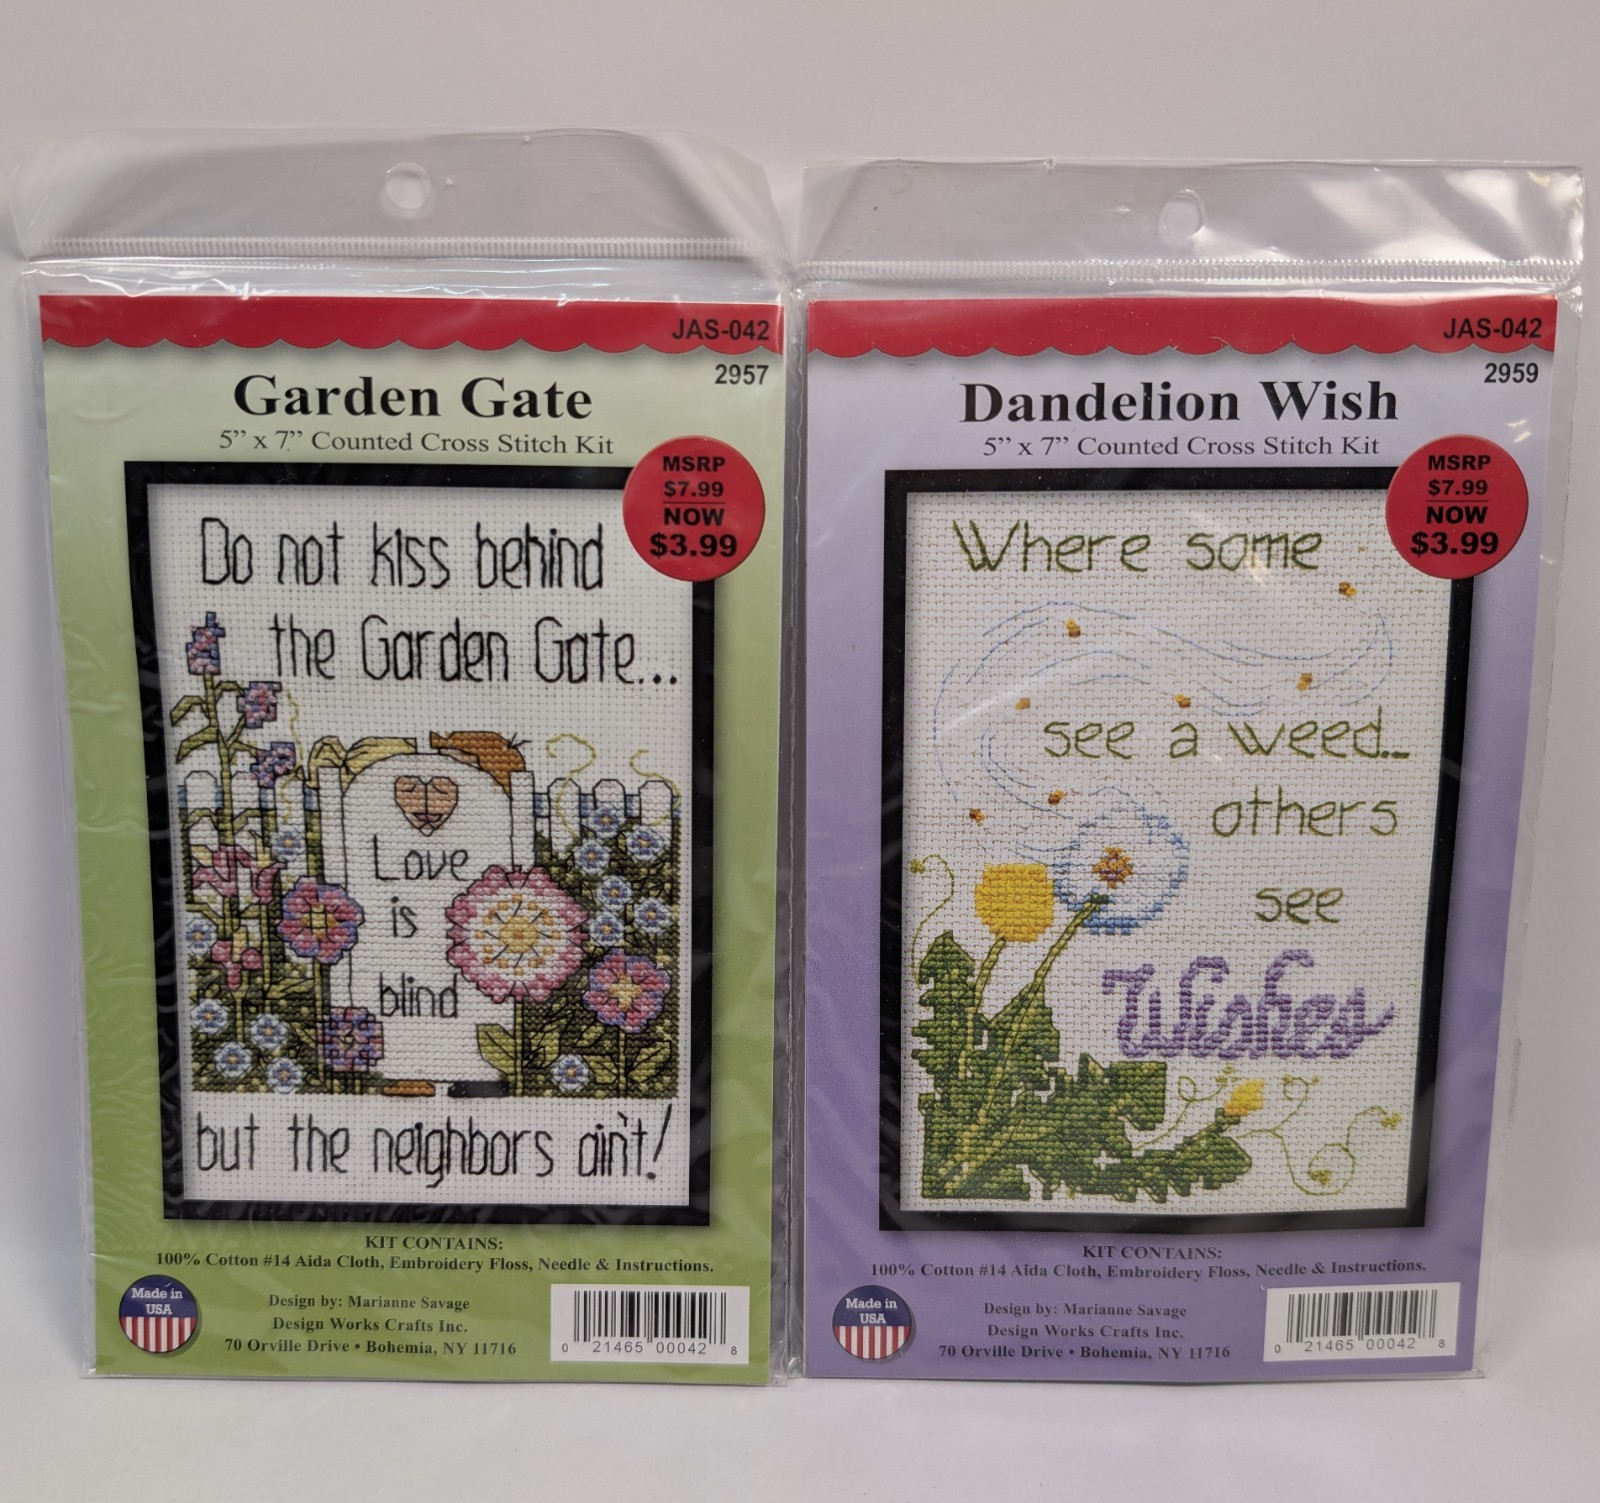 JAS-042
2957
Garden Gate
5” x 7” Counted Cross Stitch Kit
MSRP
$7.99
NOW
$3.99
Do not kiss behind
the Garden Gate...
Love
is
blind
but the neighbors ain't!
KIT CONTAINS:
100% Cotton #14 Aida Cloth, Embroidery Floss, Needle & Instructions.
Made in
USA
Design by: Marianne Savage
Design Works Crafts Inc.
70 Orville Drive • Bohemia, NY 11716
0 21465 00042 8
JAS-042
2959
Dandelion Wish
5” x 7” Counted Cross Stitch Kit
MSRP
$7.99
NOW
$3.99
Where some
see a weed...
others
see
Wishes
KIT CONTAINS:
100% Cotton #14 Aida Cloth, Embroidery Floss, Needle & Instructions.
Made in
USA
Design by: Marianne Savage
Design Works Crafts Inc.
70 Orville Drive • Bohemia, NY 11716
0 21465 00042 8